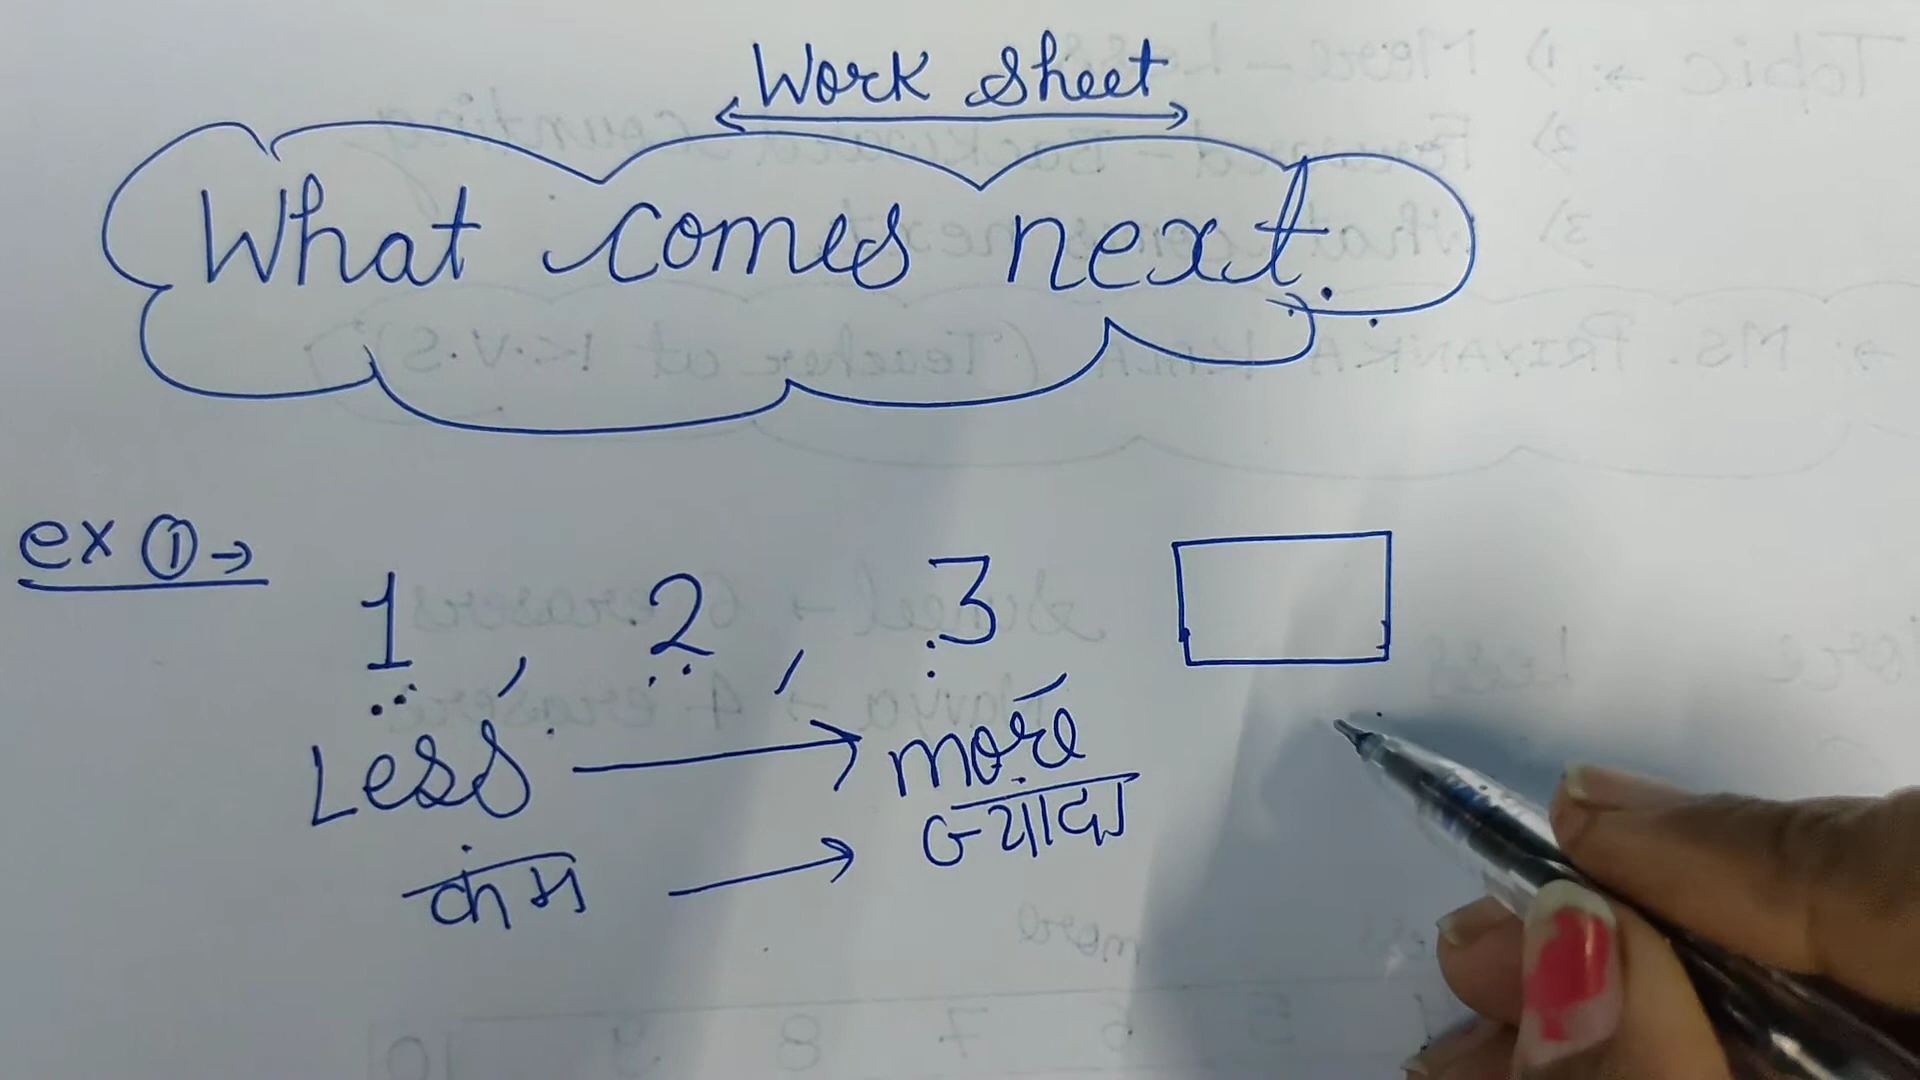 Work Sheet
What comes next.
ex ① →
1 , 2 , 3
Less → more
कम → ज्यादा